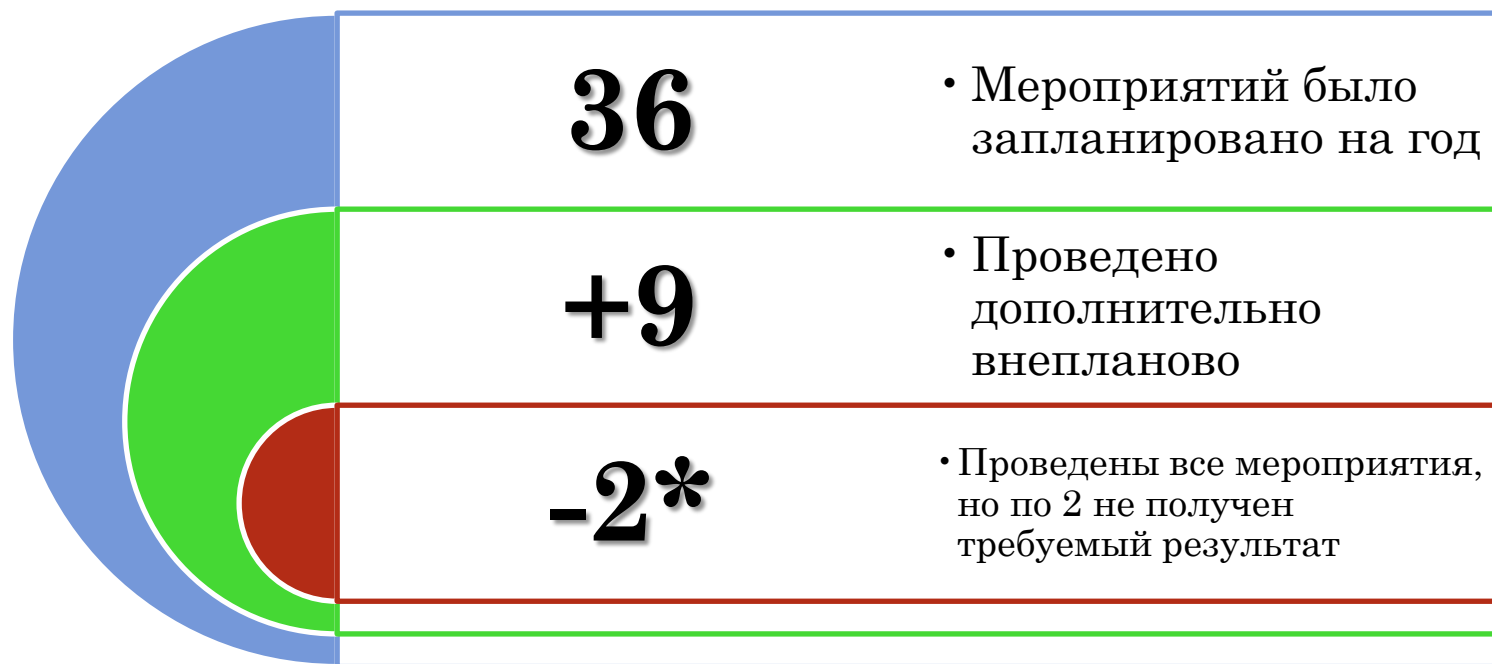 36
• Мероприятий было
запланировано на год
+9
• Проведено
дополнительно
внепланово
-2*
• Проведены все мероприятия,
но по 2 не получен
требуемый результат